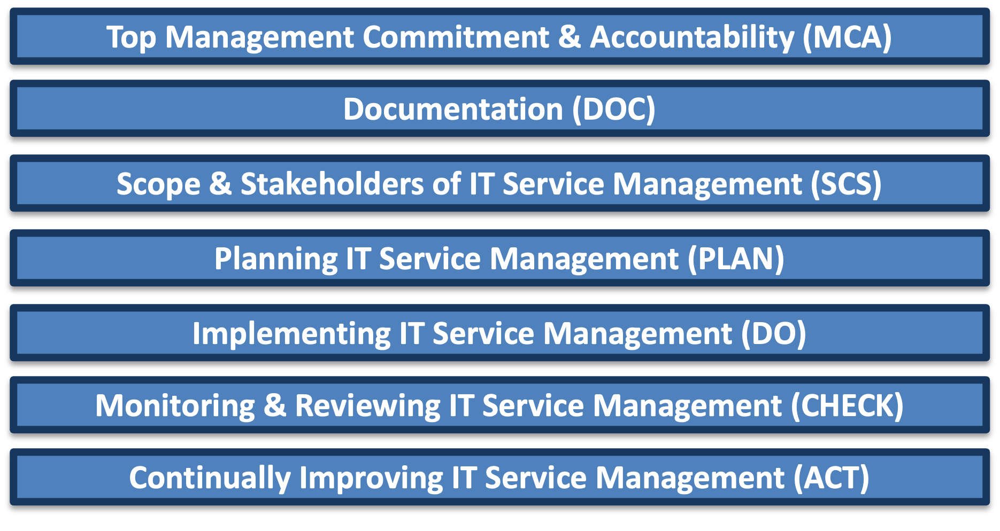 Top Management Commitment & Accountability (MCA)
Documentation (DOC)
Scope & Stakeholders of IT Service Management (SCS)
Planning IT Service Management (PLAN)
Implementing IT Service Management (DO)
Monitoring & Reviewing IT Service Management (CHECK)
Continually Improving IT Service Management (ACT)